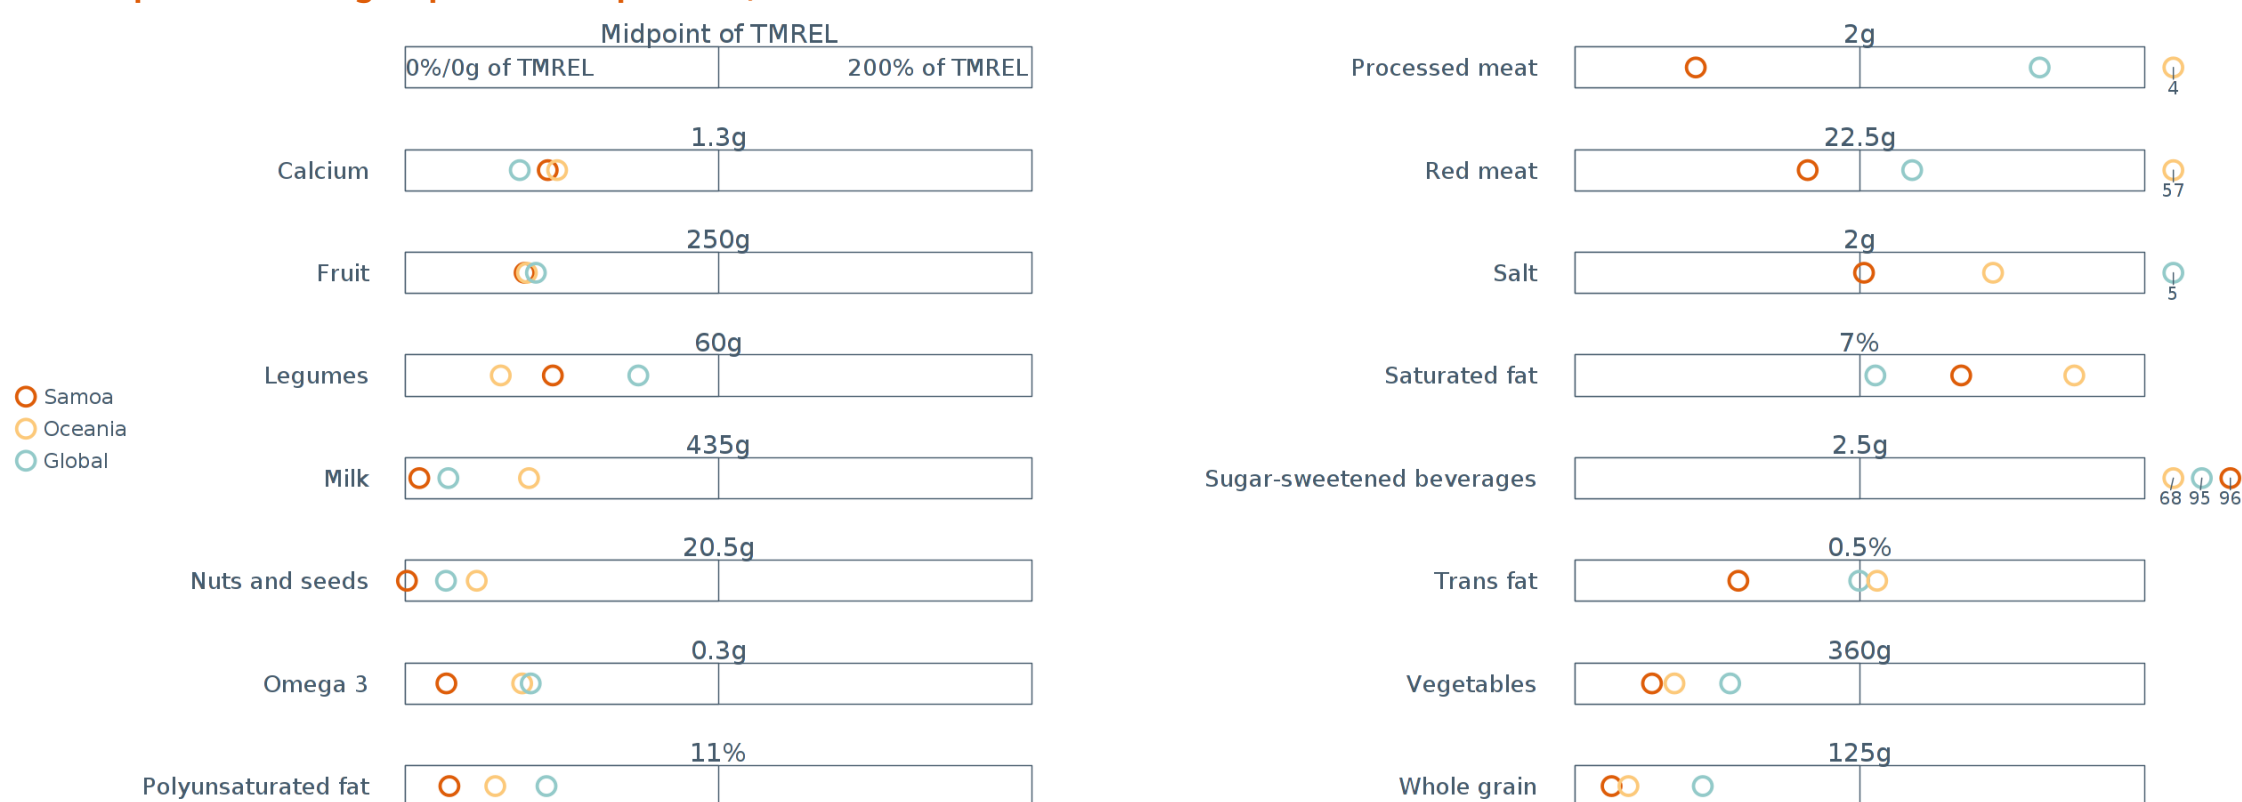 Midpoint of TMREL
0%/0g of TMREL
200% of TMREL
1.3g
Calcium
250g
Fruit
60g
Legumes
Samoa
Oceania
Global
435g
Milk
20.5g
Nuts and seeds
0.3g
Omega 3
11%
Polyunsaturated fat
2g
Processed meat
4
22.5g
Red meat
57
2g
Salt
5
7%
Saturated fat
2.5g
Sugar-sweetened beverages
68 95 96
0.5%
Trans fat
360g
Vegetables
125g
Whole grain